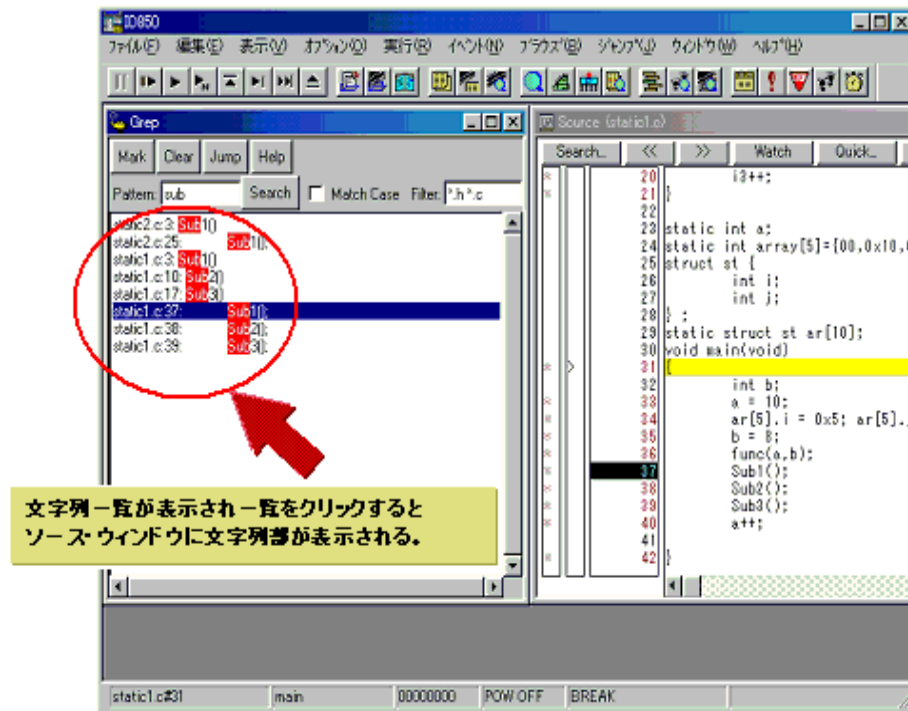 ID850
ファイル(F) 編集(E) 表示(V) オプション(O) 実行(R) イベント(N) ブラウズ(B) ジャンプ(J) ウィンドウ(W) ヘルプ(H)
Grep
Mark Clear Jump Help
Pattern: sub Search Match Case Filter: *.h *.c
static2.c:3: Sub1()
static2.c:25: Sub1();
static1.c:3: Sub1()
static1.c:10: Sub2()
static1.c:17: Sub3()
static1.c:37: Sub1();
static1.c:38: Sub2();
static1.c:39: Sub3();
文字列一覧が表示され一覧をクリックすると
ソース・ウィンドウに文字列部が表示される。
Source (static1.c)
Search... << >> Watch Quick...
20 i3++;
21 }
22
23 static int a;
24 static int array[5]={00,0x10,
25 struct st {
26 int i;
27 int j;
28 } ;
29 static struct st ar[10];
30 void main(void)
31 {
32 int b;
33 a = 10;
34 ar[5].i = 0x5; ar[5].
35 b = 8;
36 func(a,b);
37 Sub1();
38 Sub2();
39 Sub3();
40 a++;
41
42 }
static1.c#31 main 00000000 POW OFF BREAK